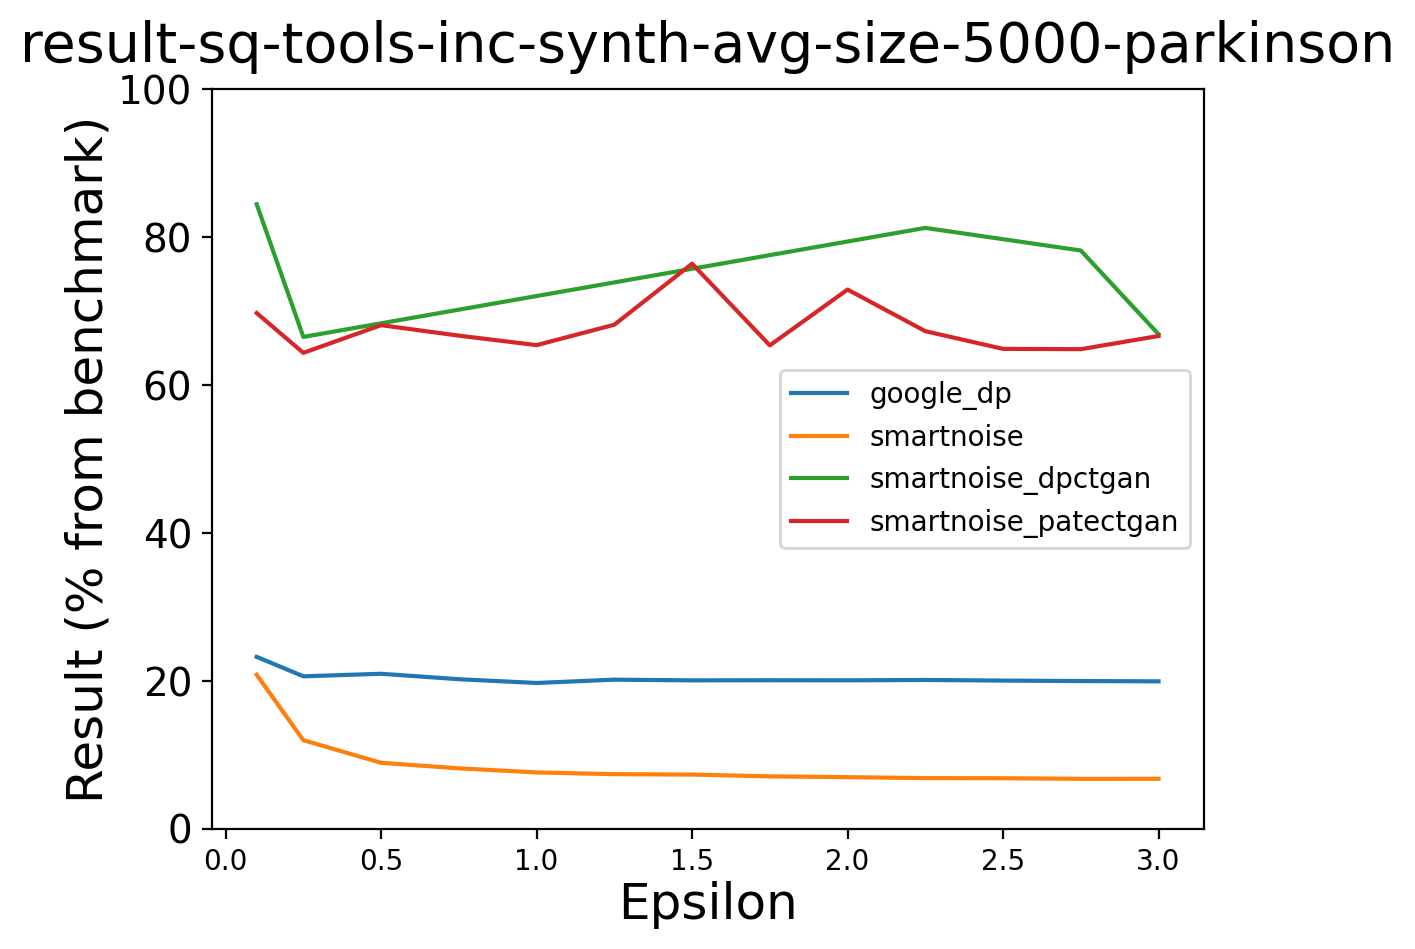 result-sq-tools-inc-synth-avg-size-5000-parkinson
Result (% from benchmark)
100
80
60
40
20
0
google_dp
smartnoise
smartnoise_dpctgan
smartnoise_patectgan
0.0 0.5 1.0 1.5 2.0 2.5 3.0
Epsilon